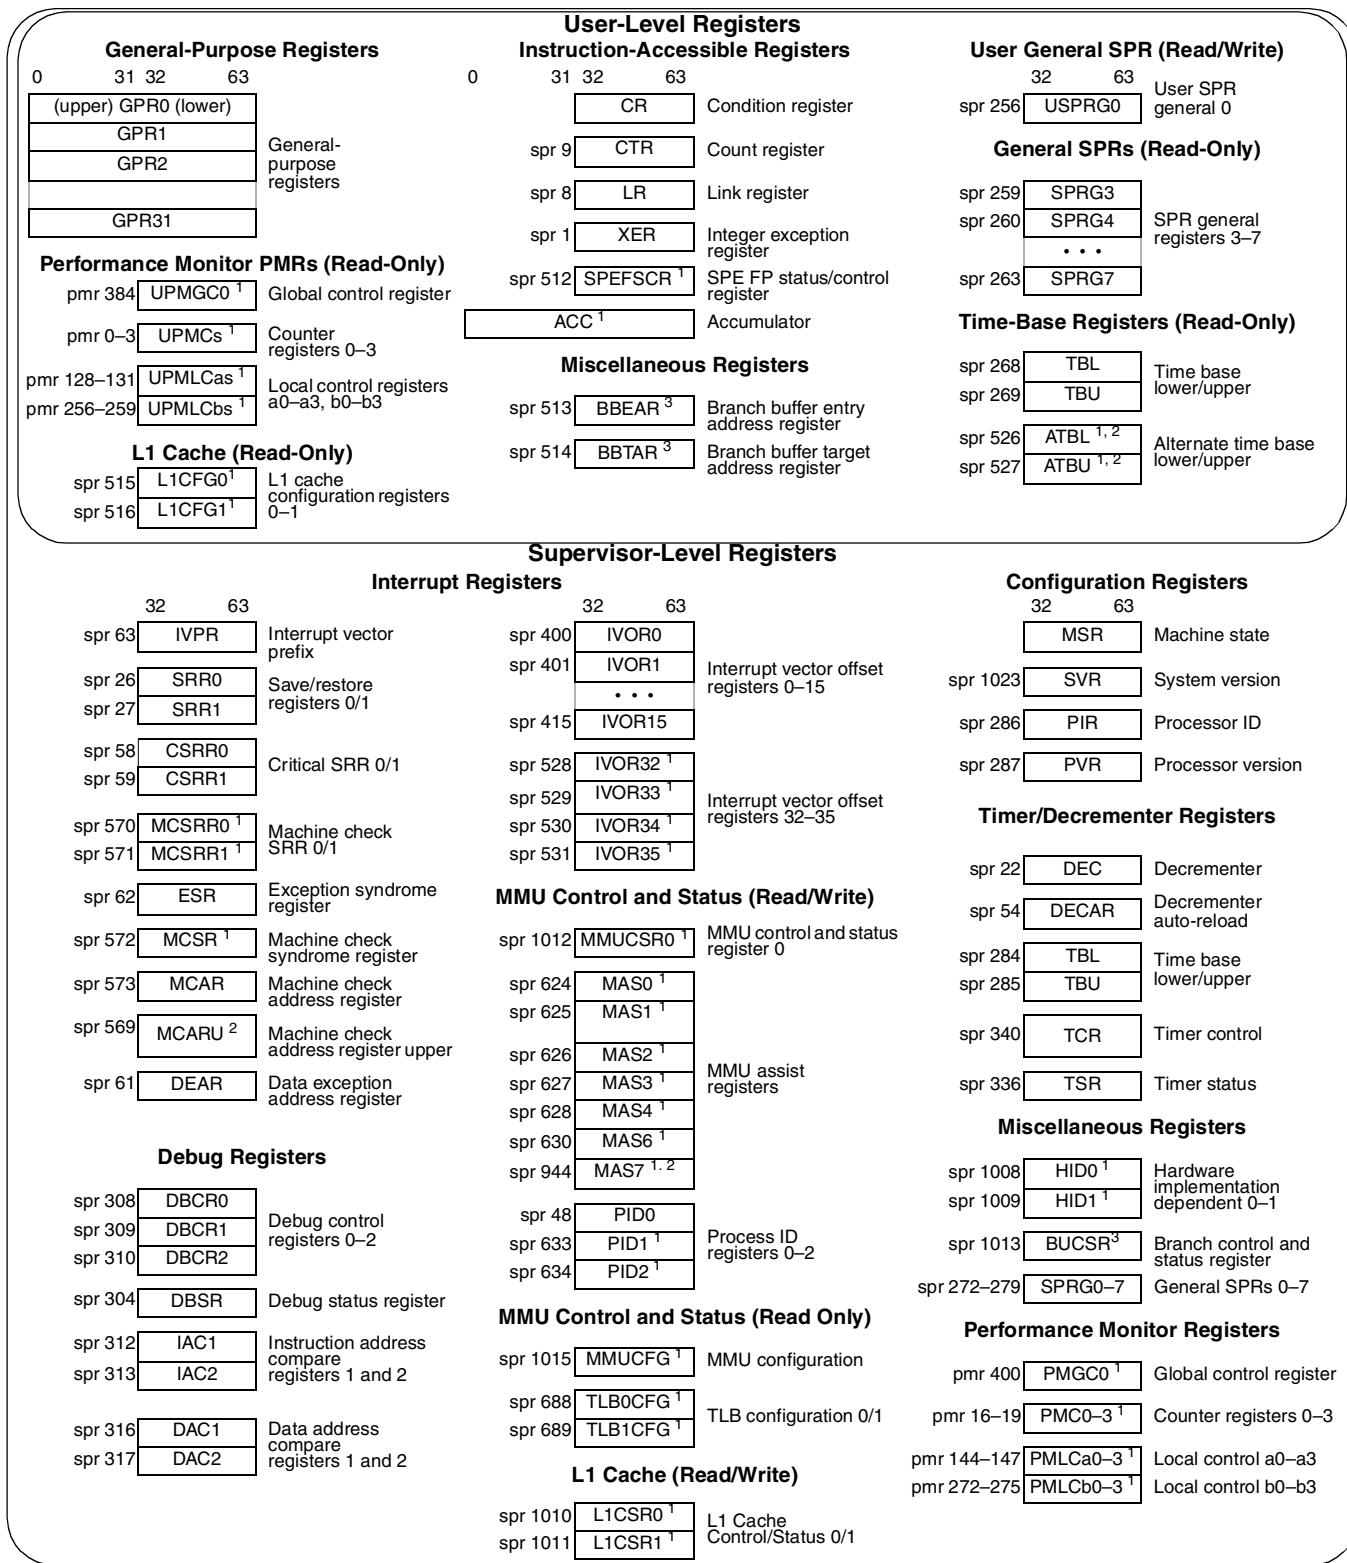 User-Level Registers
General-Purpose Registers
0 31 32 63
(upper) GPR0 (lower)
GPR1
GPR2
GPR31
General-
purpose
registers
Performance Monitor PMRs (Read-Only)
pmr 384 UPMGC0 1 Global control register
pmr 0–3 UPMCs 1 Counter
registers 0–3
pmr 128–131 UPMLCas 1 Local control registers
pmr 256–259 UPMLCbs 1 a0–a3, b0–b3
L1 Cache (Read-Only)
spr 515 L1CFG0 1 L1 cache
configuration registers
spr 516 L1CFG1 1 0–1
Instruction-Accessible Registers
0 31 32 63
CR Condition register
spr 9 CTR Count register
spr 8 LR Link register
spr 1 XER Integer exception
register
spr 512 SPEFSCR 1 SPE FP status/control
register
ACC 1 Accumulator
Miscellaneous Registers
spr 513 BBEAR 3 Branch buffer entry
address register
spr 514 BBTAR 3 Branch buffer target
address register
User General SPR (Read/Write)
32 63
spr 256 USPRG0 User SPR
general 0
General SPRs (Read-Only)
spr 259 SPRG3
spr 260 SPRG4 SPR general
registers 3–7
• • •
spr 263 SPRG7
Time-Base Registers (Read-Only)
spr 268 TBL Time base
spr 269 TBU lower/upper
spr 526 ATBL 1, 2 Alternate time base
spr 527 ATBU 1, 2 lower/upper
Supervisor-Level Registers
Interrupt Registers
32 63
spr 63 IVPR Interrupt vector
prefix
spr 26 SRR0 Save/restore
spr 27 SRR1 registers 0/1
spr 58 CSRR0 Critical SRR 0/1
spr 59 CSRR1
spr 570 MCSRR0 1 Machine check
spr 571 MCSRR1 1 SRR 0/1
spr 62 ESR Exception syndrome
register
spr 572 MCSR 1 Machine check
syndrome register
spr 573 MCAR Machine check
address register
spr 569 MCARU 2 Machine check
address register upper
spr 61 DEAR Data exception
address register
Debug Registers
spr 308 DBCR0
spr 309 DBCR1 Debug control
registers 0–2
spr 310 DBCR2
spr 304 DBSR Debug status register
spr 312 IAC1 Instruction address
compare
spr 313 IAC2 registers 1 and 2
spr 316 DAC1 Data address
compare
spr 317 DAC2 registers 1 and 2
32 63
spr 400 IVOR0
spr 401 IVOR1 Interrupt vector offset
registers 0–15
• • •
spr 415 IVOR15
spr 528 IVOR32 1
spr 529 IVOR33 1 Interrupt vector offset
registers 32–35
spr 530 IVOR34 1
spr 531 IVOR35 1
MMU Control and Status (Read/Write)
spr 1012 MMUCSR0 1 MMU control and status
register 0
spr 624 MAS0 1
spr 625 MAS1 1
spr 626 MAS2 1
spr 627 MAS3 1 MMU assist
registers
spr 628 MAS4 1
spr 630 MAS6 1
spr 944 MAS7 1. 2
spr 48 PID0
spr 633 PID1 1 Process ID
registers 0–2
spr 634 PID2 1
MMU Control and Status (Read Only)
spr 1015 MMUCFG 1 MMU configuration
spr 688 TLB0CFG 1 TLB configuration 0/1
spr 689 TLB1CFG 1
L1 Cache (Read/Write)
spr 1010 L1CSR0 1 L1 Cache
spr 1011 L1CSR1 1 Control/Status 0/1
Configuration Registers
32 63
MSR Machine state
spr 1023 SVR System version
spr 286 PIR Processor ID
spr 287 PVR Processor version
Timer/Decrementer Registers
spr 22 DEC Decrementer
spr 54 DECAR Decrementer
auto-reload
spr 284 TBL Time base
spr 285 TBU lower/upper
spr 340 TCR Timer control
spr 336 TSR Timer status
Miscellaneous Registers
spr 1008 HID0 1 Hardware
implementation
spr 1009 HID1 1 dependent 0–1
spr 1013 BUCSR 3 Branch control and
status register
spr 272–279 SPRG0–7 General SPRs 0–7
Performance Monitor Registers
pmr 400 PMGC0 1 Global control register
pmr 16–19 PMC0–3 1 Counter registers 0–3
pmr 144–147 PMLCa0–3 1 Local control a0–a3
pmr 272–275 PMLCb0–3 1 Local control b0–b3